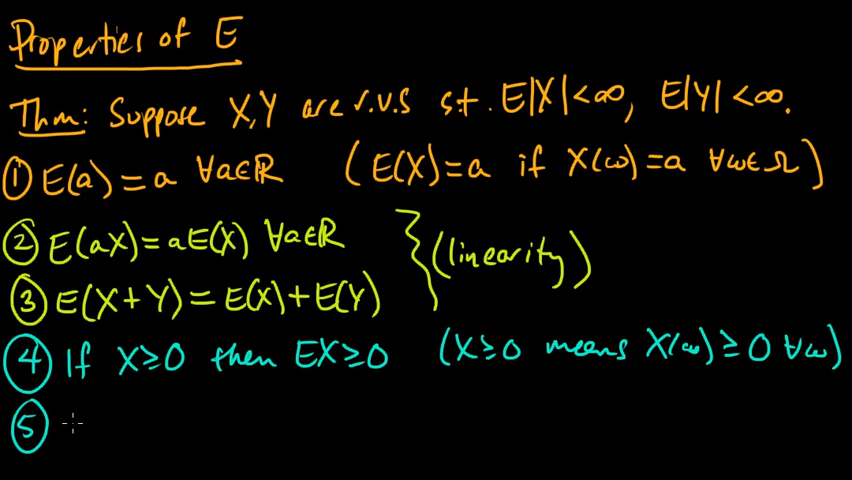 Properties of E
Thm: Suppose X,Y are r.v.s s.t. E|X|<∞, E|Y|<∞.
① E(a)=a ∀a∈ℝ (E(X)=a if X(ω)=a ∀ω∈Ω)
② E(aX)=aE(X) ∀a∈ℝ
(linearity)
③ E(X+Y)=E(X)+E(Y)
④ If X≥0 then EX≥0 (X≥0 means X(ω)≥0 ∀ω)
⑤